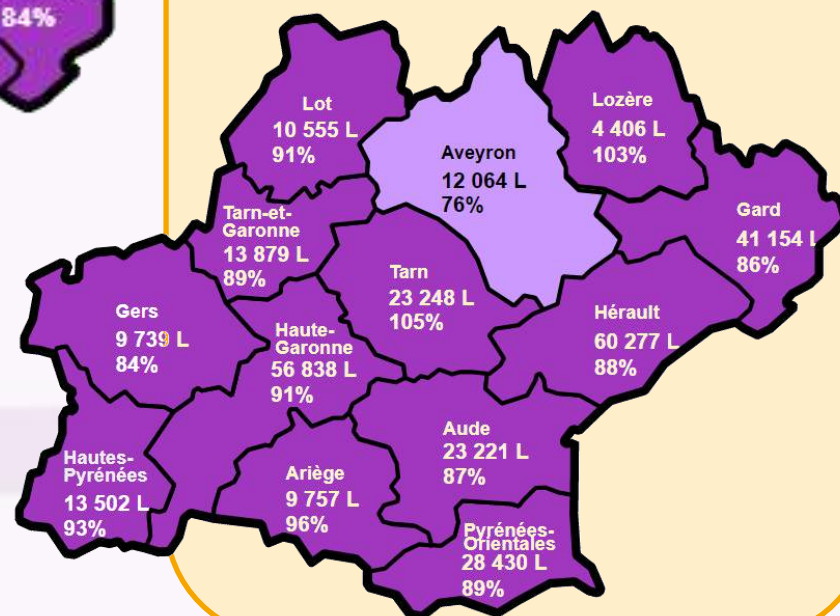 84%
Lot
10 555 L
91%
Aveyron
12 064 L
76%
Lozère
4 406 L
103%
Gard
41 154 L
86%
Tarn-et-
Garonne
13 879 L
89%
Tarn
23 248 L
105%
Hérault
60 277 L
88%
Gers
9 739 L
84%
Haute-
Garonne
56 838 L
91%
Aude
23 221 L
87%
Hautes-
Pyrénées
13 502 L
93%
Ariège
9 757 L
96%
Pyrénées-
Orientales
28 430 L
89%